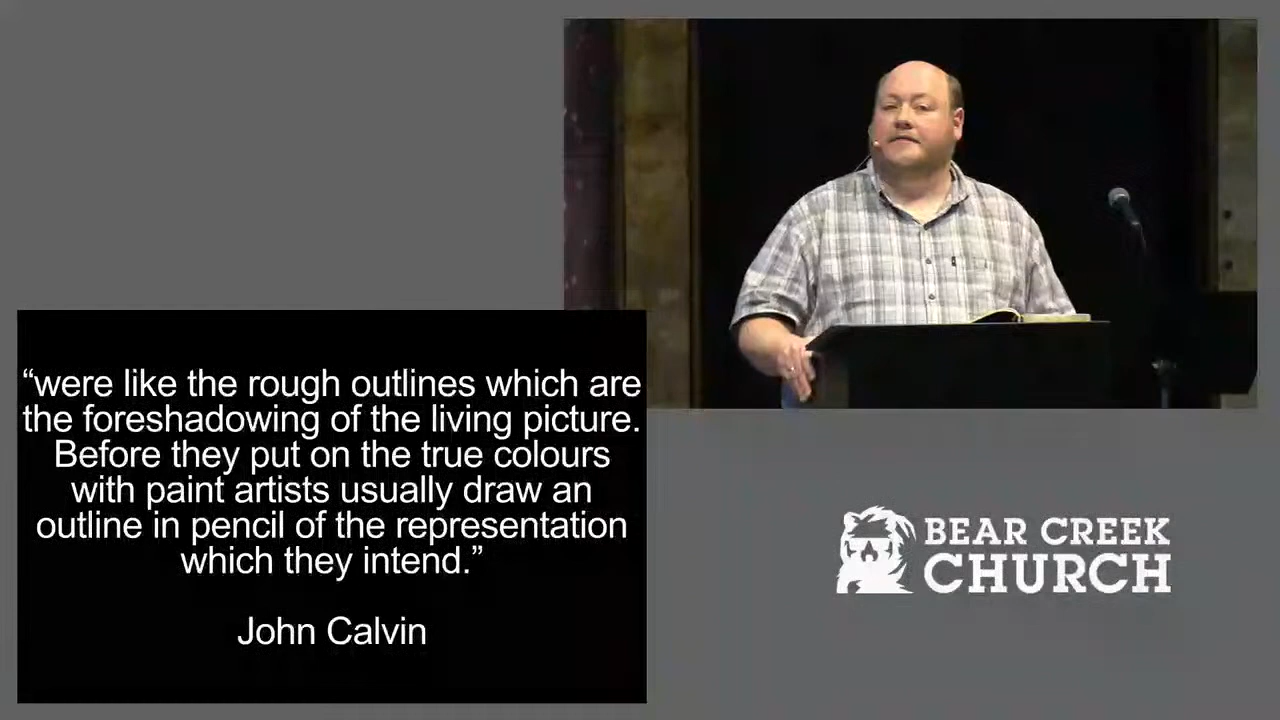 “were like the rough outlines which are
the foreshadowing of the living picture.
Before they put on the true colours
with paint artists usually draw an
outline in pencil of the representation
which they intend.”
John Calvin
BEAR CREEK
CHURCH